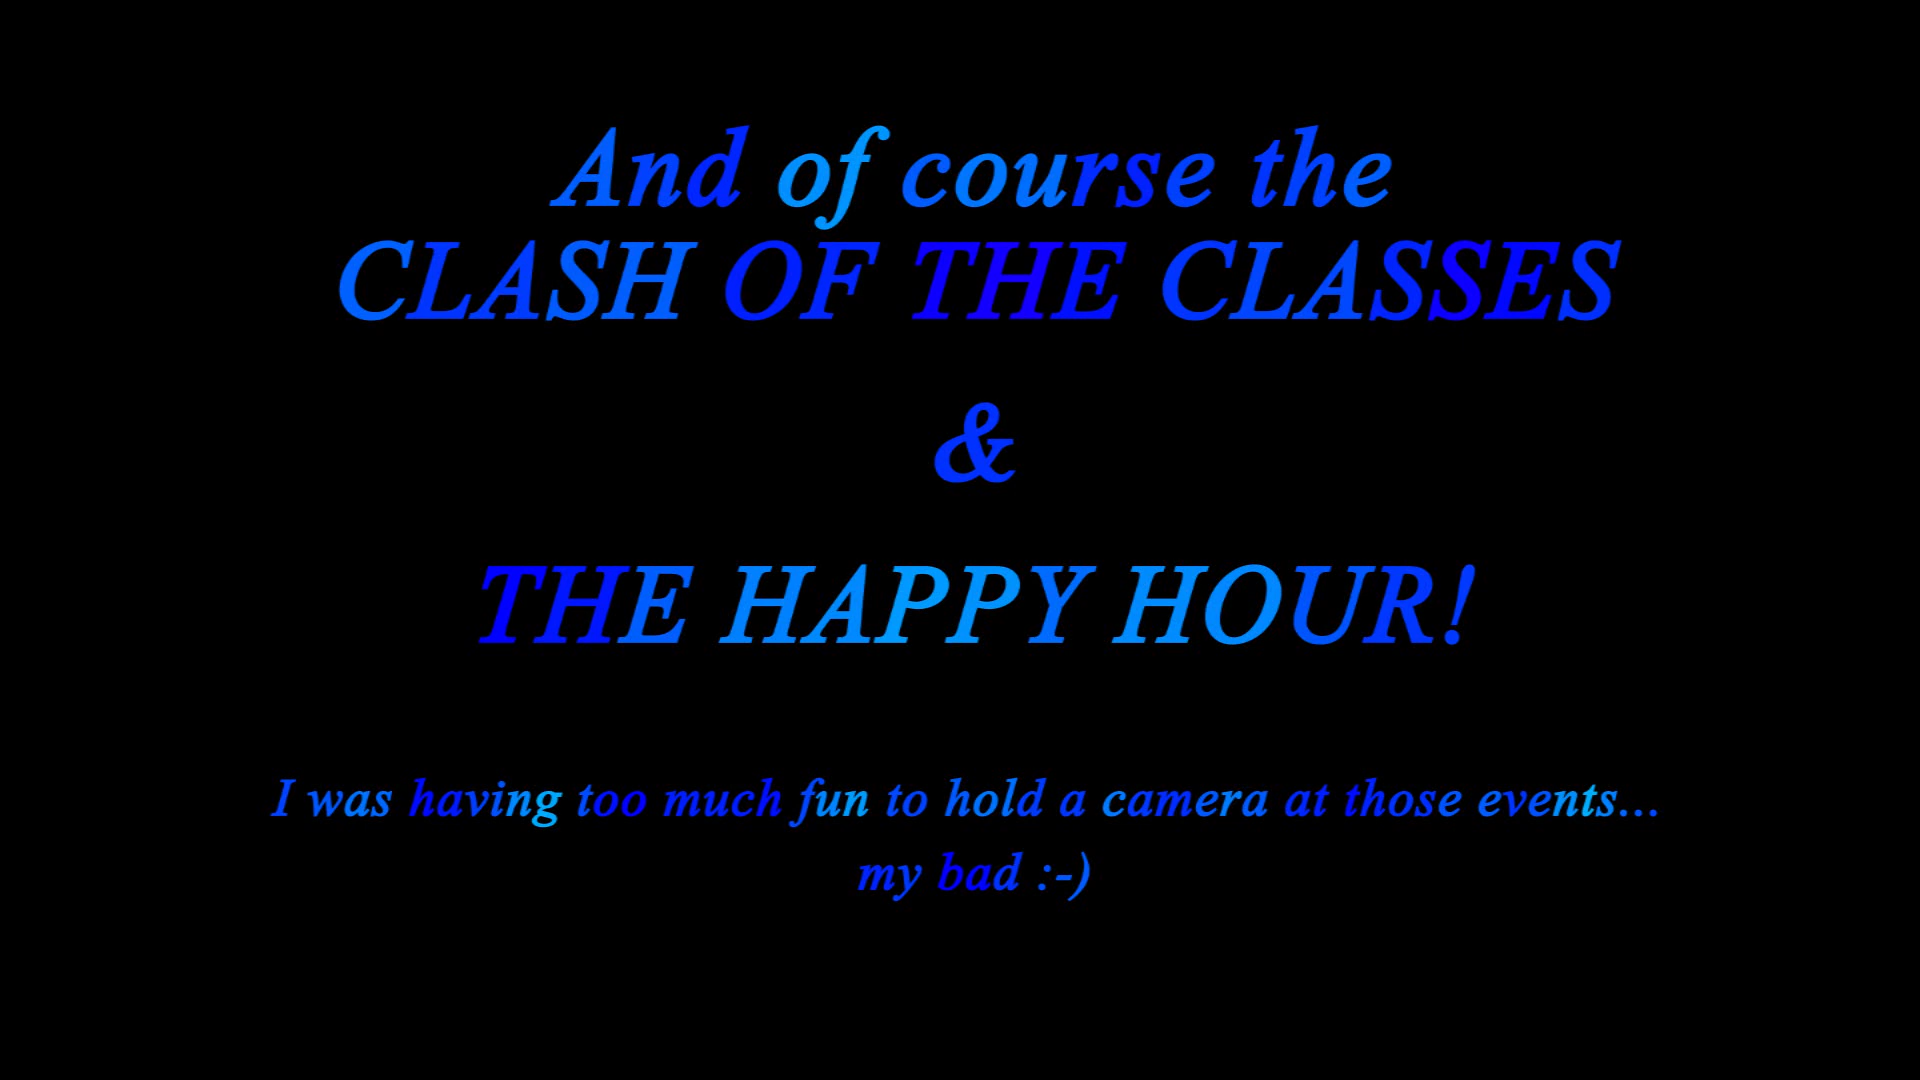 And of course the
CLASH OF THE CLASSES
&
THE HAPPY HOUR!
I was having too much fun to hold a camera at those events...
my bad :-)